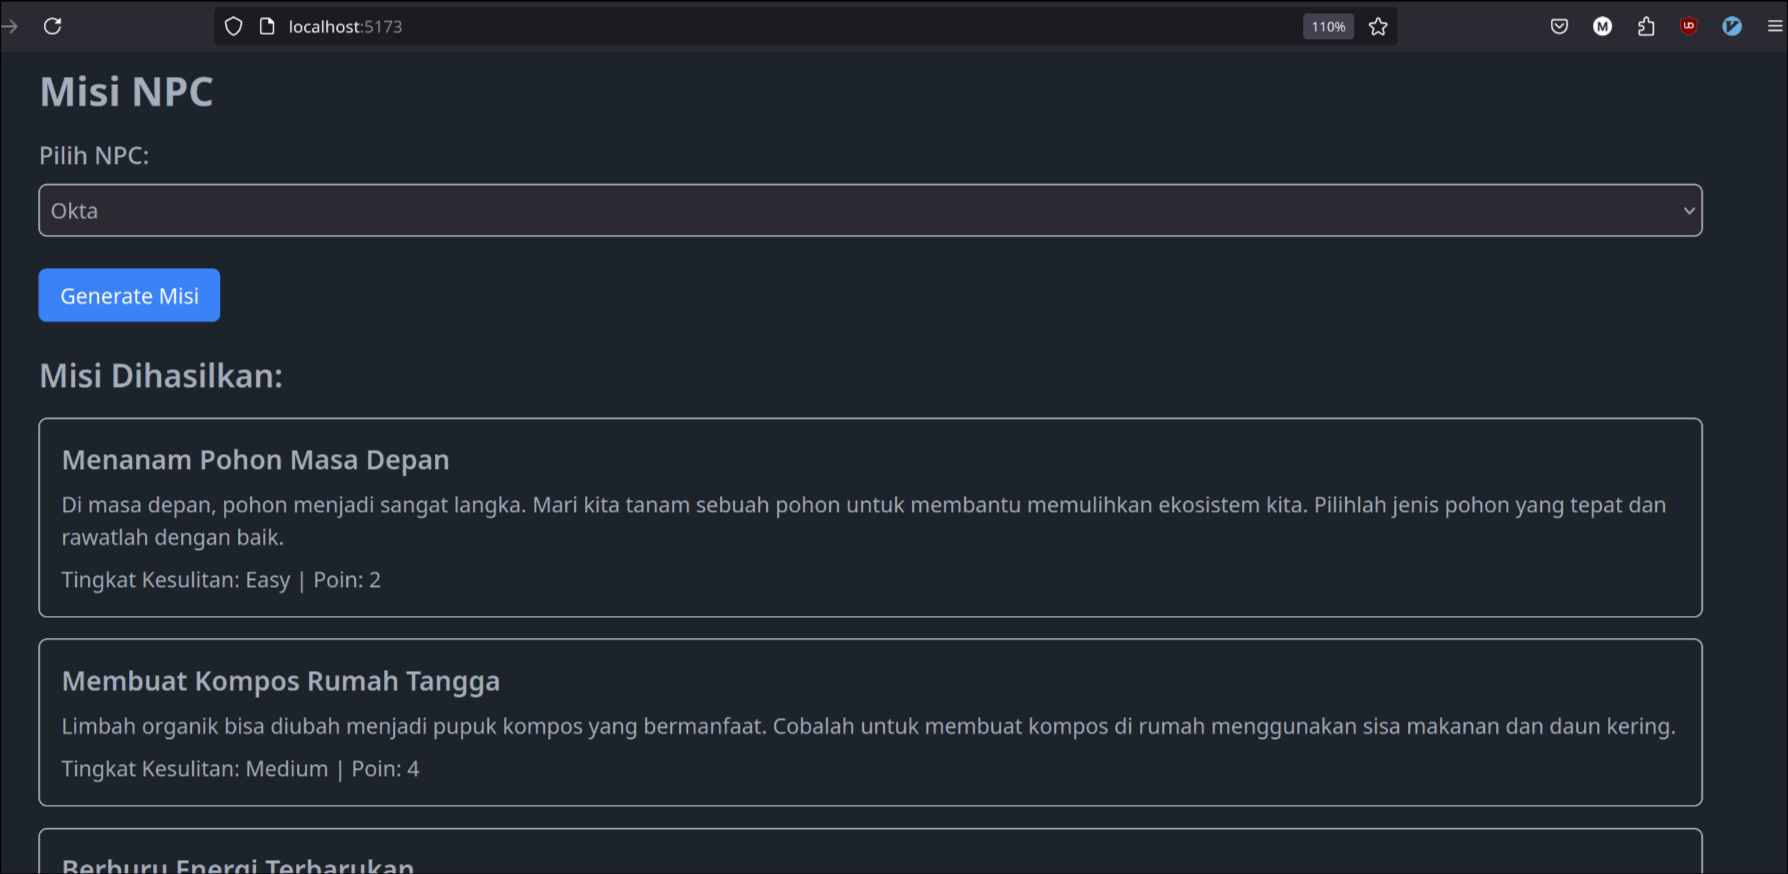 localhost:5173
110%
M
Misi NPC
Pilih NPC:
Okta
Generate Misi
Misi Dihasilkan:
Menanam Pohon Masa Depan
Di masa depan, pohon menjadi sangat langka. Mari kita tanam sebuah pohon untuk membantu memulihkan ekosistem kita. Pilihlah jenis pohon yang tepat dan
rawatlah dengan baik.
Tingkat Kesulitan: Easy | Poin: 2
Membuat Kompos Rumah Tangga
Limbah organik bisa diubah menjadi pupuk kompos yang bermanfaat. Cobalah untuk membuat kompos di rumah menggunakan sisa makanan dan daun kering.
Tingkat Kesulitan: Medium | Poin: 4
Berburu Energi Terbarukan